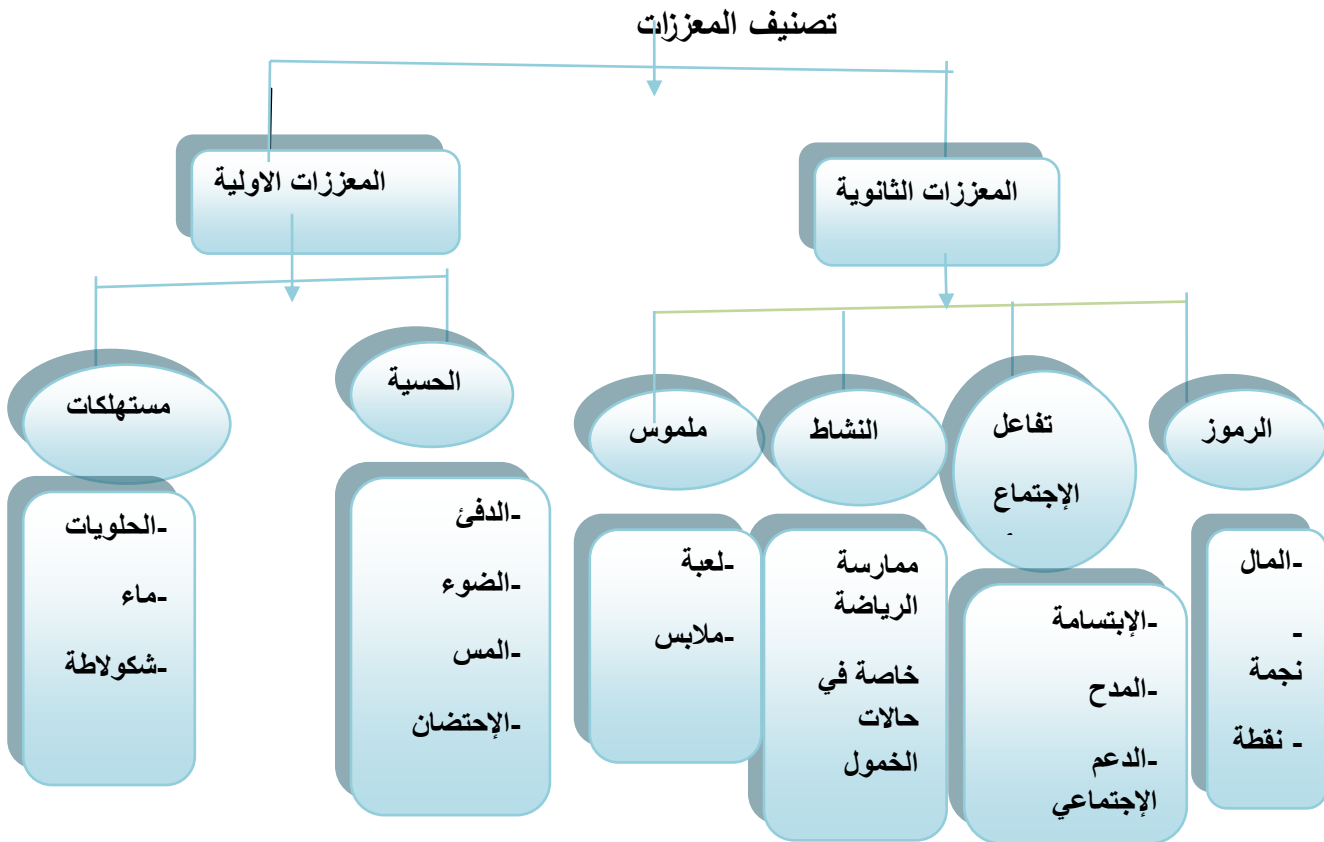 تصنيف المعززات
المعززات الثانوية
المعززات الاولية
الرموز
تفاعل
الإجتماع
النشاط
ملموس
الحسية
مستهلكات
-المال
-
نجمة
- نقطة
-الإبتسامة
-المدح
-الدعم
الإجتماعي
ممارسة
الرياضة
خاصة في
حالات
الخمول
-لعبة
-ملابس
-الدفئ
-الضوء
-المس
-الإحتضان
-الحلويات
-ماء
-شكولاطة